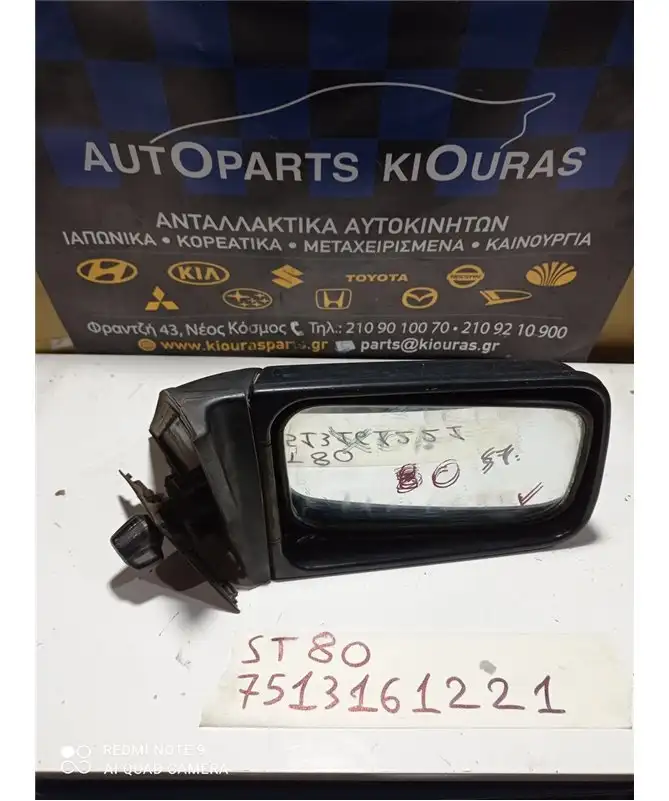 AUTOPARTS KIOURAS
ΑΝΤΑΛΛΑΚΤΙΚΑ ΑΥΤΟΚΙΝΗΤΩΝ
ΙΑΠΩΝΙΚΑ • ΚΟΡΕΑΤΙΚΑ • ΜΕΤΑΧΕΙΡΙΣΜΕΝΑ • ΚΑΙΝΟΥΡΓΙΑ
KIA
TOYOTA
NISSAN
Φραντζή 43, Νέος Κόσμος Τηλ.: 210 90 100 70 • 210 92 10 900
www.kiourasparts.gr parts@kiouras.gr
80 ST.
ST80
7513161221
REDMI NOTE 9
AI QUAD CAMERA